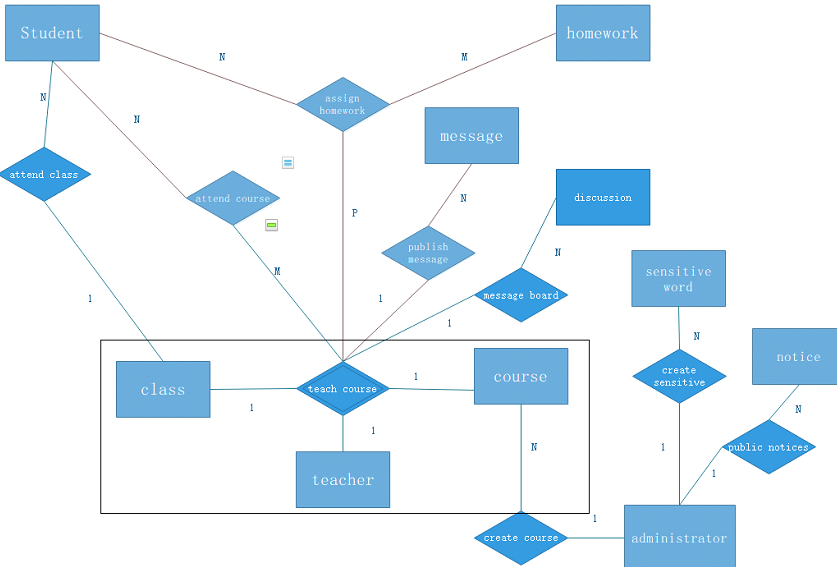 Student
homework
N
M
assign
homework
N
N
message
attend class
attend course
N
discussion
P
publish
message
N
M
message board
sensitive
word
1
1
1
N
notice
class
teach course
1
course
create
sensitive
1
N
1
teacher
N
1
public notices
1
create course
1
administrator